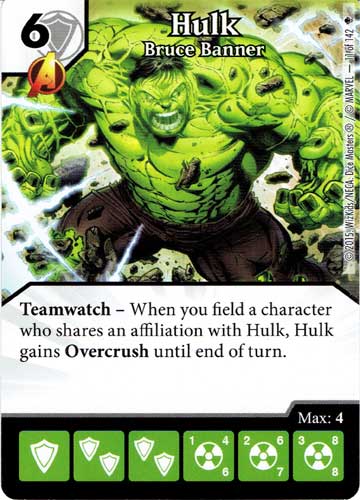 6
Hulk
Bruce Banner
©2015 WizKids/NECA. Dice Masters ® / © MARVEL
142
Teamwatch – When you field a character
who shares an affiliation with Hulk, Hulk
gains Overcrush until end of turn.
Max: 4
1 4 6
2 6 7
3 8 8